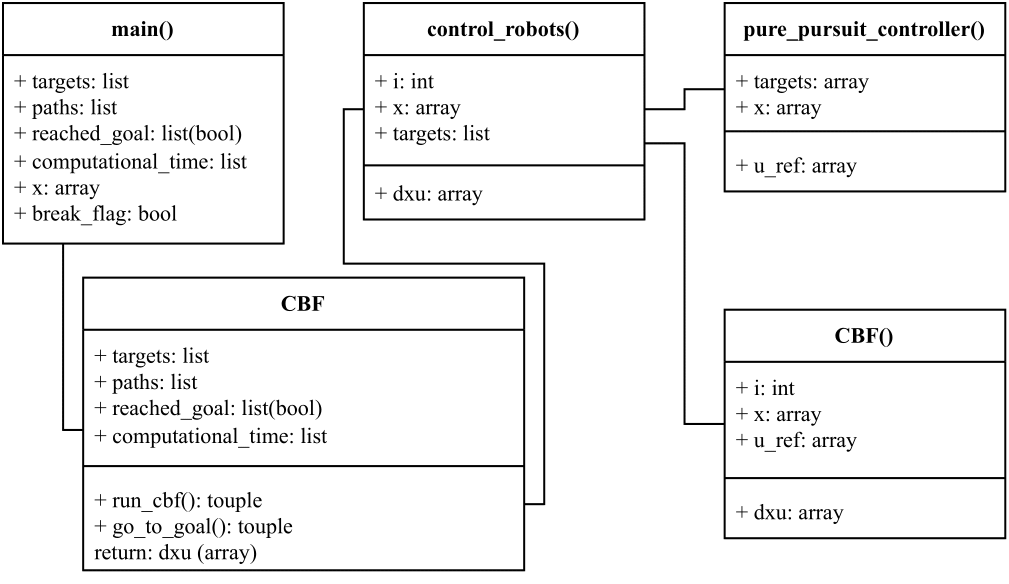 main()
+ targets: list
+ paths: list
+ reached_goal: list(bool)
+ computational_time: list
+ x: array
+ break_flag: bool
control_robots()
+ i: int
+ x: array
+ targets: list
+ dxu: array
pure_pursuit_controller()
+ targets: array
+ x: array
+ u_ref: array
CBF
+ targets: list
+ paths: list
+ reached_goal: list(bool)
+ computational_time: list
+ run_cbf(): touple
+ go_to_goal(): touple
return: dxu (array)
CBF()
+ i: int
+ x: array
+ u_ref: array
+ dxu: array